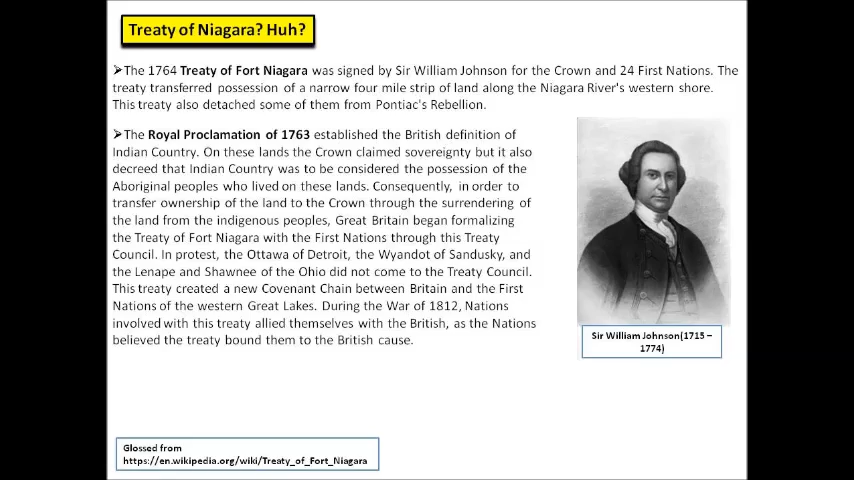 Treaty of Niagara? Huh?
➢The 1764 Treaty of Fort Niagara was signed by Sir William Johnson for the Crown and 24 First Nations. The
treaty transferred possession of a narrow four mile strip of land along the Niagara River's western shore.
This treaty also detached some of them from Pontiac's Rebellion.
➢The Royal Proclamation of 1763 established the British definition of
Indian Country. On these lands the Crown claimed sovereignty but it also
decreed that Indian Country was to be considered the possession of the
Aboriginal peoples who lived on these lands. Consequently, in order to
transfer ownership of the land to the Crown through the surrendering of
the land from the indigenous peoples, Great Britain began formalizing
the Treaty of Fort Niagara with the First Nations through this Treaty
Council. In protest, the Ottawa of Detroit, the Wyandot of Sandusky, and
the Lenape and Shawnee of the Ohio did not come to the Treaty Council.
This treaty created a new Covenant Chain between Britain and the First
Nations of the western Great Lakes. During the War of 1812, Nations
involved with this treaty allied themselves with the British, as the Nations
believed the treaty bound them to the British cause.
Sir William Johnson(1715 –
1774)
Glossed from
https://en.wikipedia.org/wiki/Treaty_of_Fort_Niagara